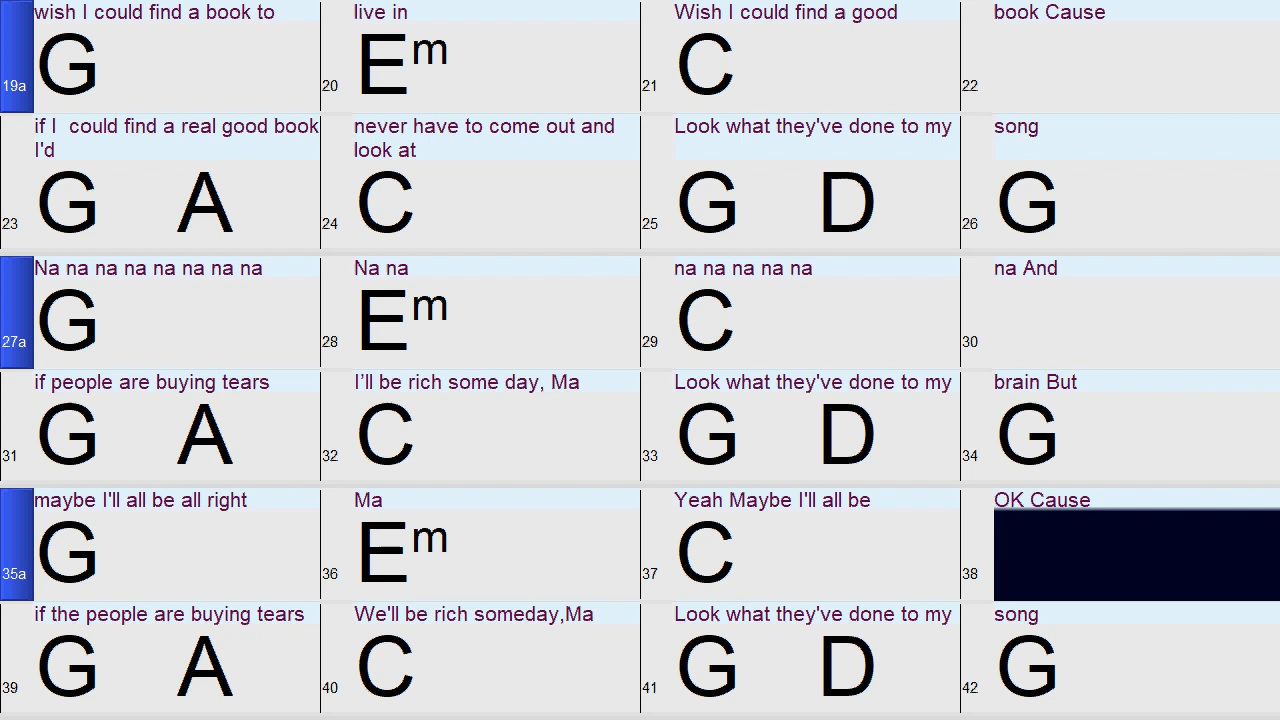 wish I could find a book to live in Wish I could find a good book Cause
19a G 20 Em 21 C 22
if I could find a real good book never have to come out and Look what they've done to my song
I'd look at
23 G A 24 C 25 G D 26 G
Na na na na na na na na Na na na na na na na na And
27a G 28 Em 29 C 30
if people are buying tears I'll be rich some day, Ma Look what they've done to my brain But
31 G A 32 C 33 G D 34 G
maybe I'll all be all right Ma Yeah Maybe I'll all be OK Cause
35a G 36 Em 37 C 38
if the people are buying tears We'll be rich someday,Ma Look what they've done to my song
39 G A 40 C 41 G D 42 G